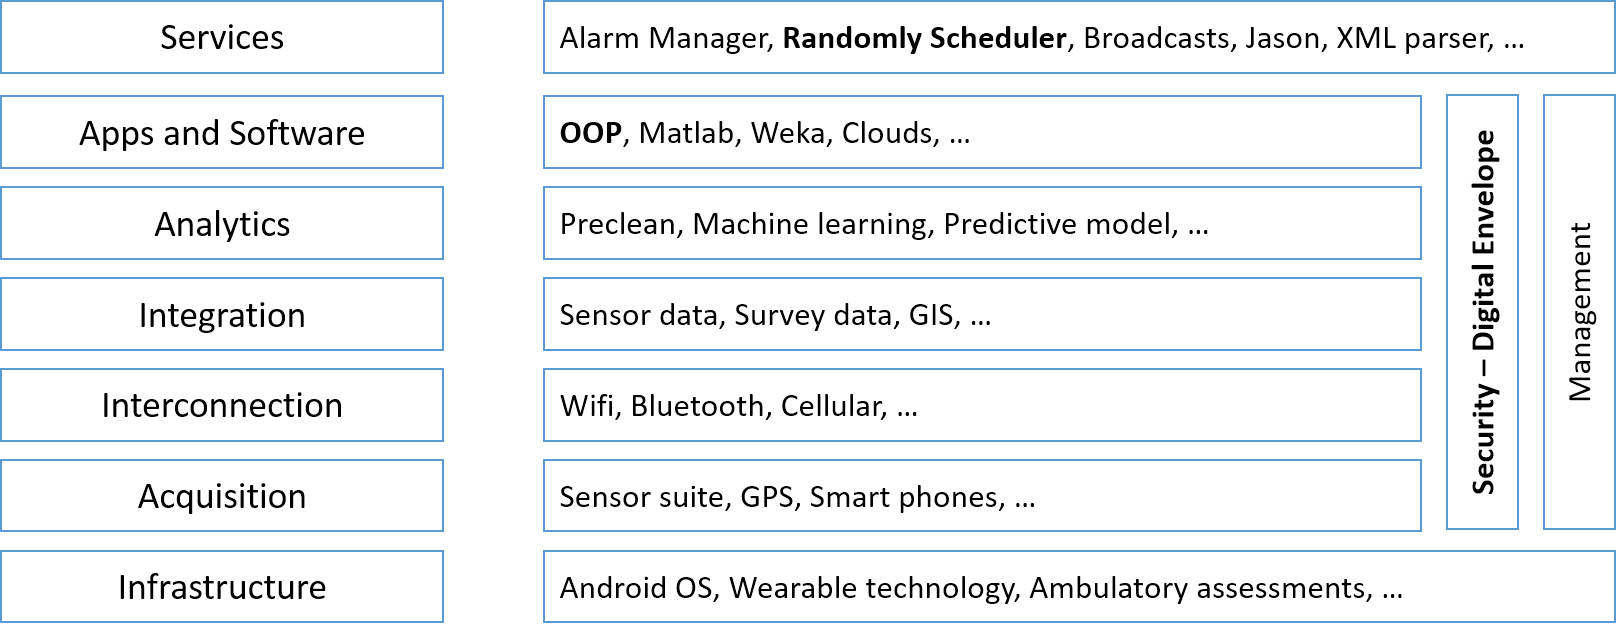 Services
Alarm Manager, Randomly Scheduler, Broadcasts, Jason, XML parser, ...
Apps and Software
OOP, Matlab, Weka, Clouds, ...
Analytics
Preclean, Machine learning, Predictive model, ...
Integration
Sensor data, Survey data, GIS, ...
Interconnection
Wifi, Bluetooth, Cellular, ...
Acquisition
Sensor suite, GPS, Smart phones, ...
Infrastructure
Android OS, Wearable technology, Ambulatory assessments, ...
Security – Digital Envelope
Management